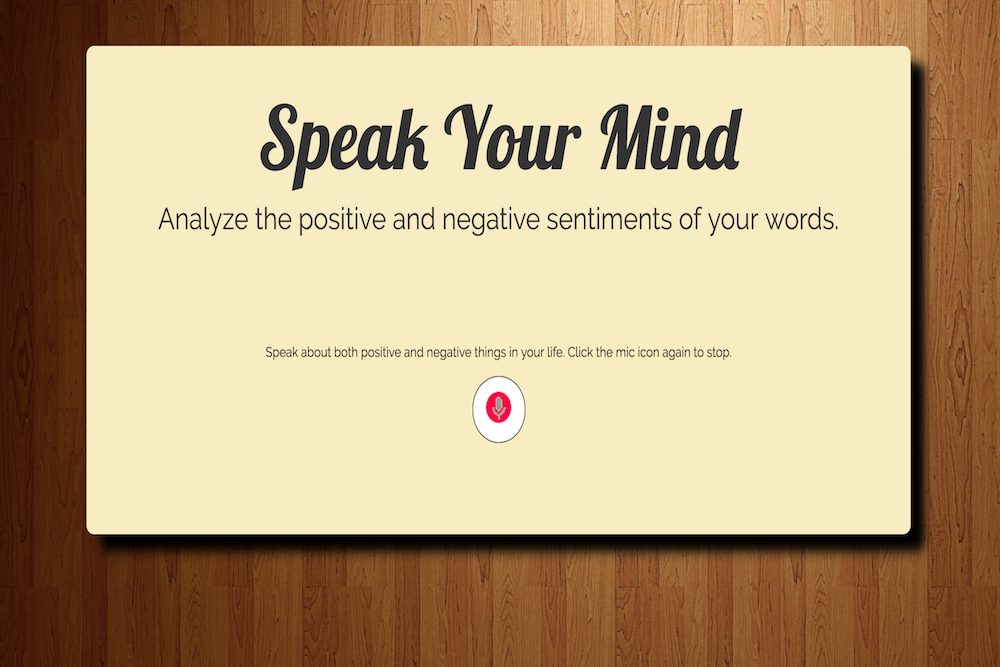 Speak Your Mind
Analyze the positive and negative sentiments of your words.
Speak about both positive and negative things in your life. Click the mic icon again to stop.